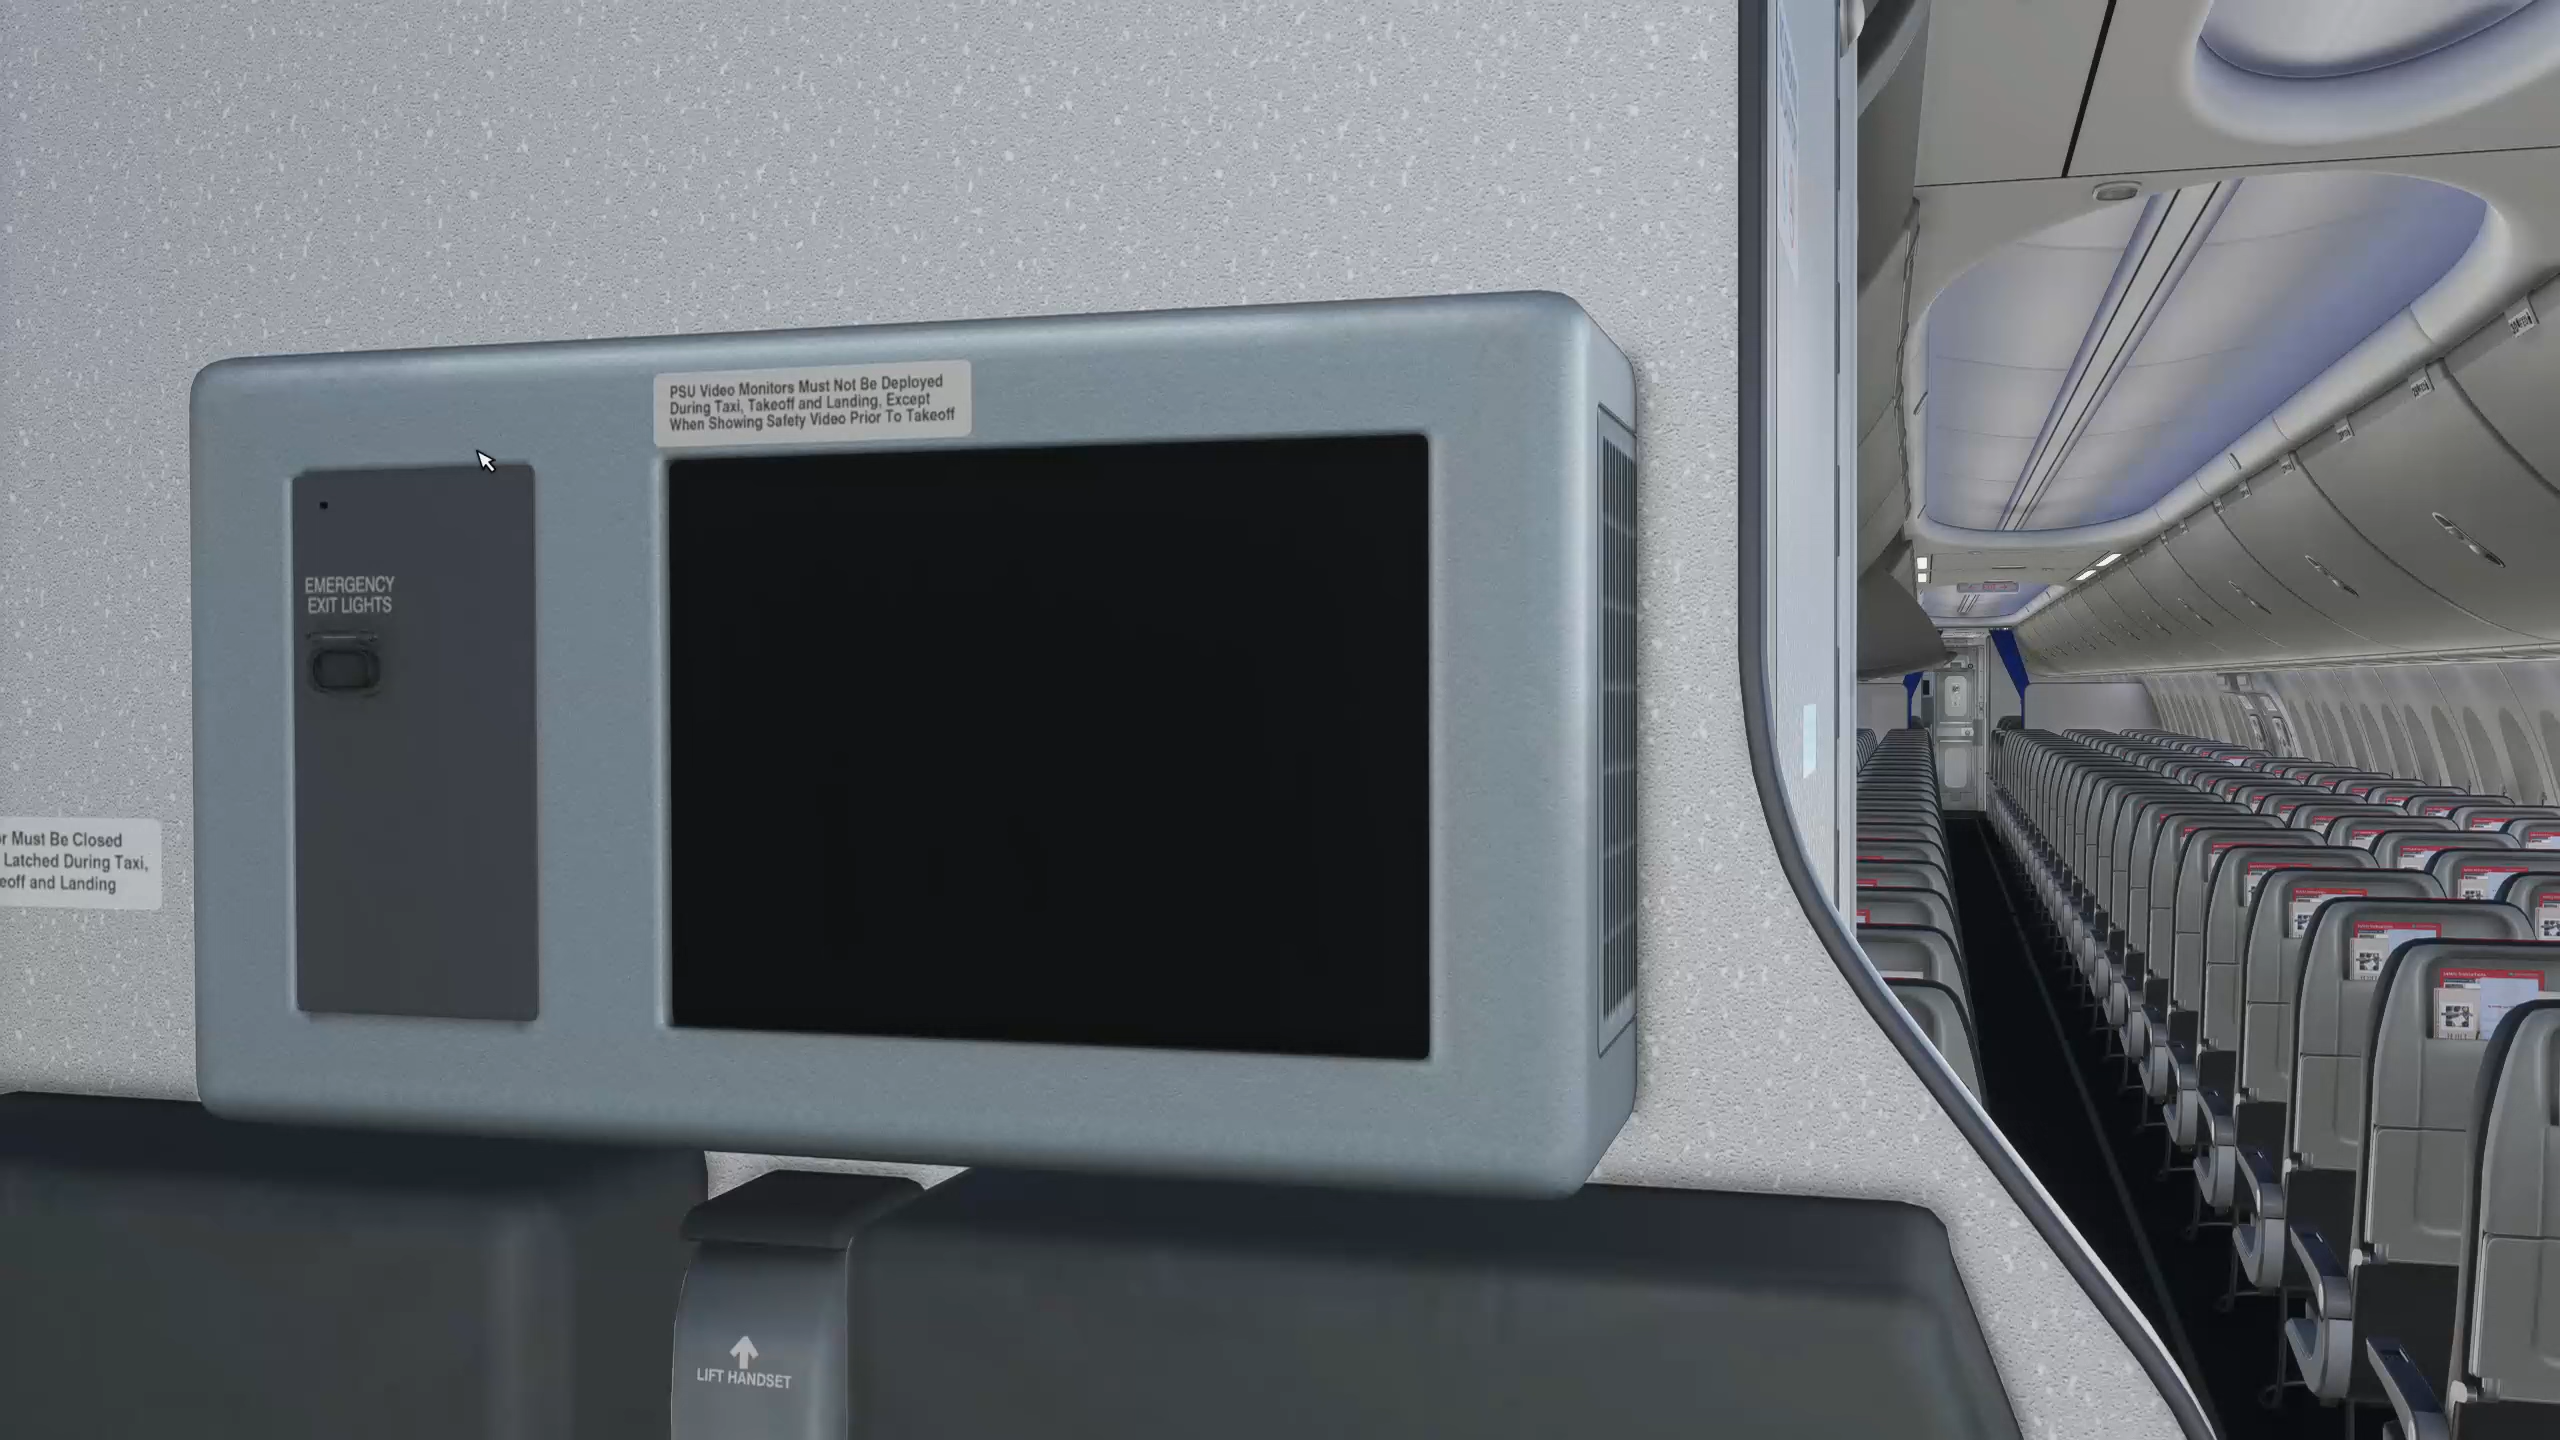 PSU Video Monitors Must Not Be Deployed
During Taxi, Takeoff and Landing, Except
When Showing Safety Video Prior To Takeoff
EMERGENCY
EXIT LIGHTS
r Must Be Closed
Latched During Taxi,
eoff and Landing
LIFT HANDSET